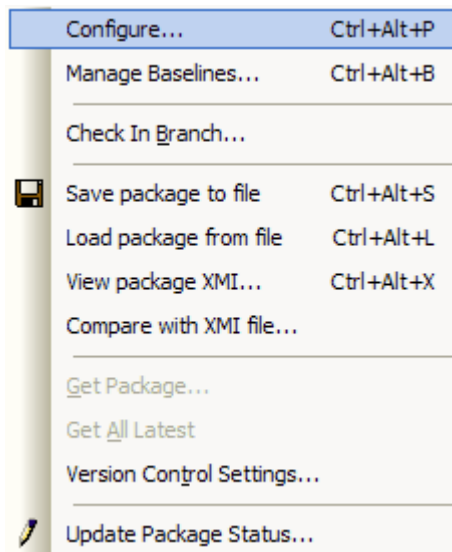 Configure... Ctrl+Alt+P
Manage Baselines... Ctrl+Alt+B
Check In Branch...
Save package to file Ctrl+Alt+S
Load package from file Ctrl+Alt+L
View package XMI... Ctrl+Alt+X
Compare with XMI file...
Get Package...
Get All Latest
Version Control Settings...
Update Package Status...